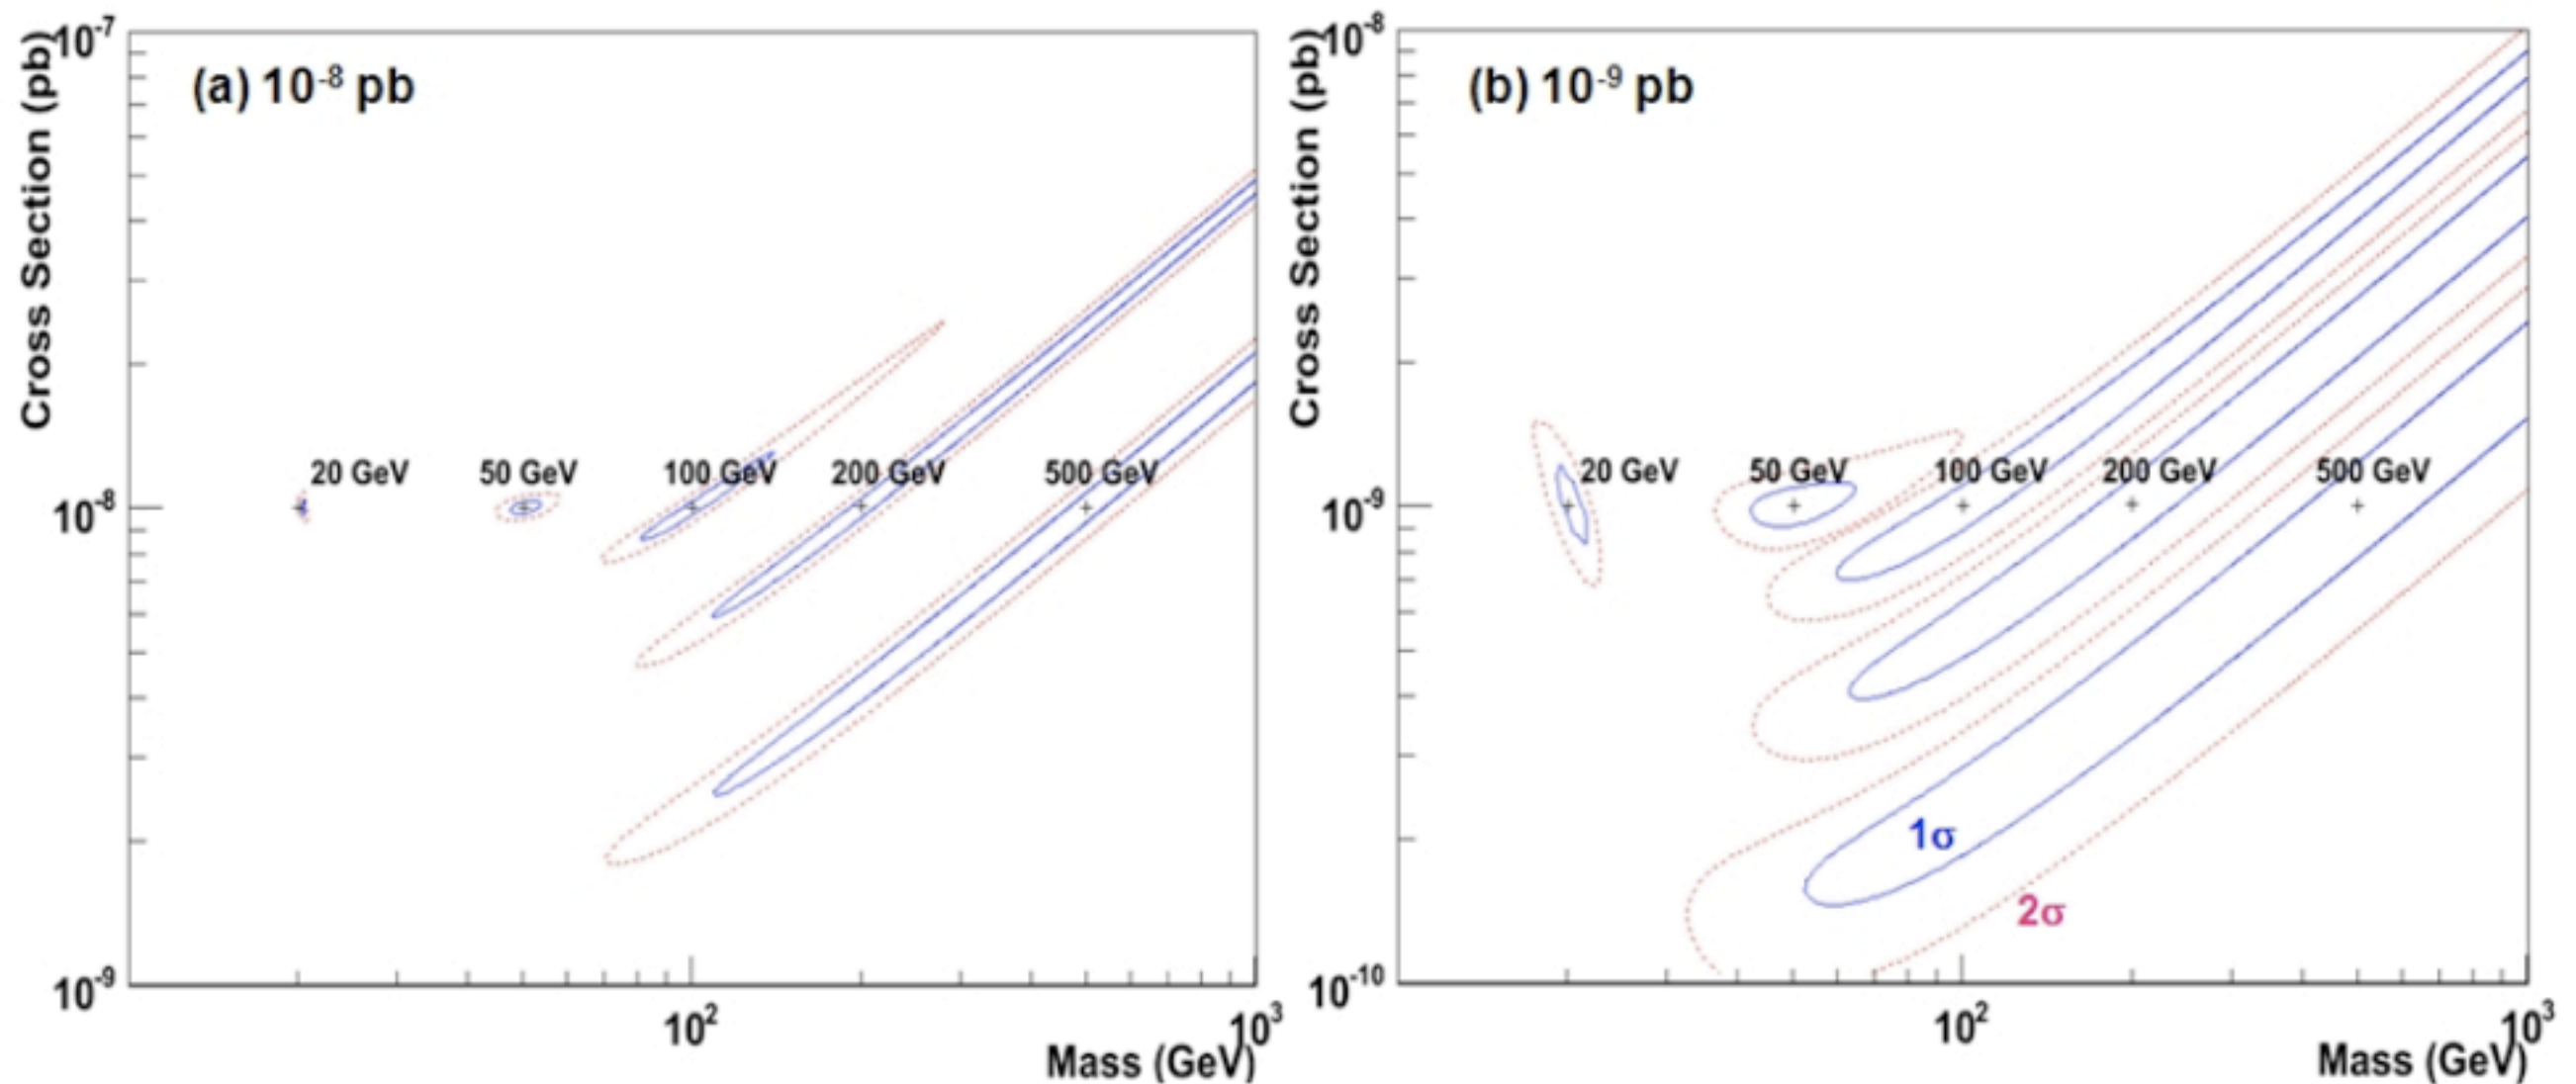 Cross Section (pb)
10-7
(a) 10-8 pb
20 GeV
50 GeV
100 GeV
200 GeV
500 GeV
10-8
10-9
102
103
Mass (GeV)
Cross Section (pb)
10-8
(b) 10-9 pb
20 GeV
50 GeV
100 GeV
200 GeV
500 GeV
10-9
1σ
2σ
10-10
102
103
Mass (GeV)